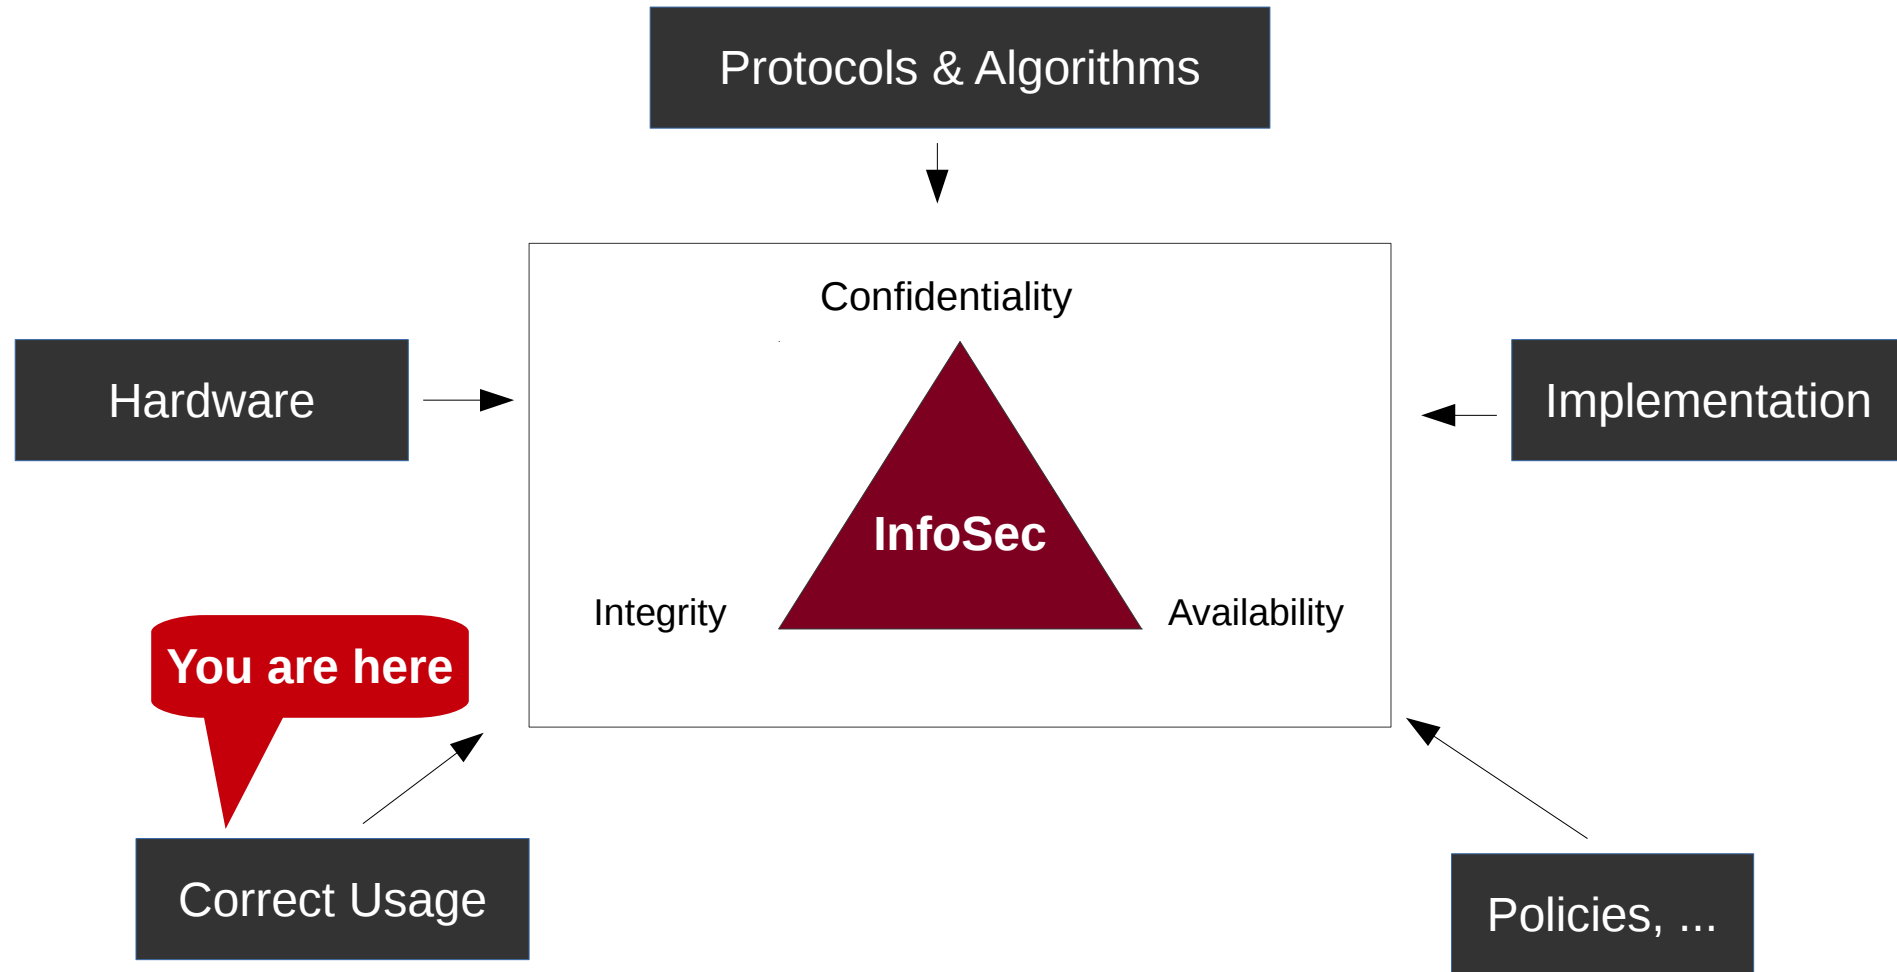 Protocols & Algorithms
Confidentiality
Hardware
Implementation
InfoSec
Integrity
Availability
You are here
Correct Usage
Policies, ...